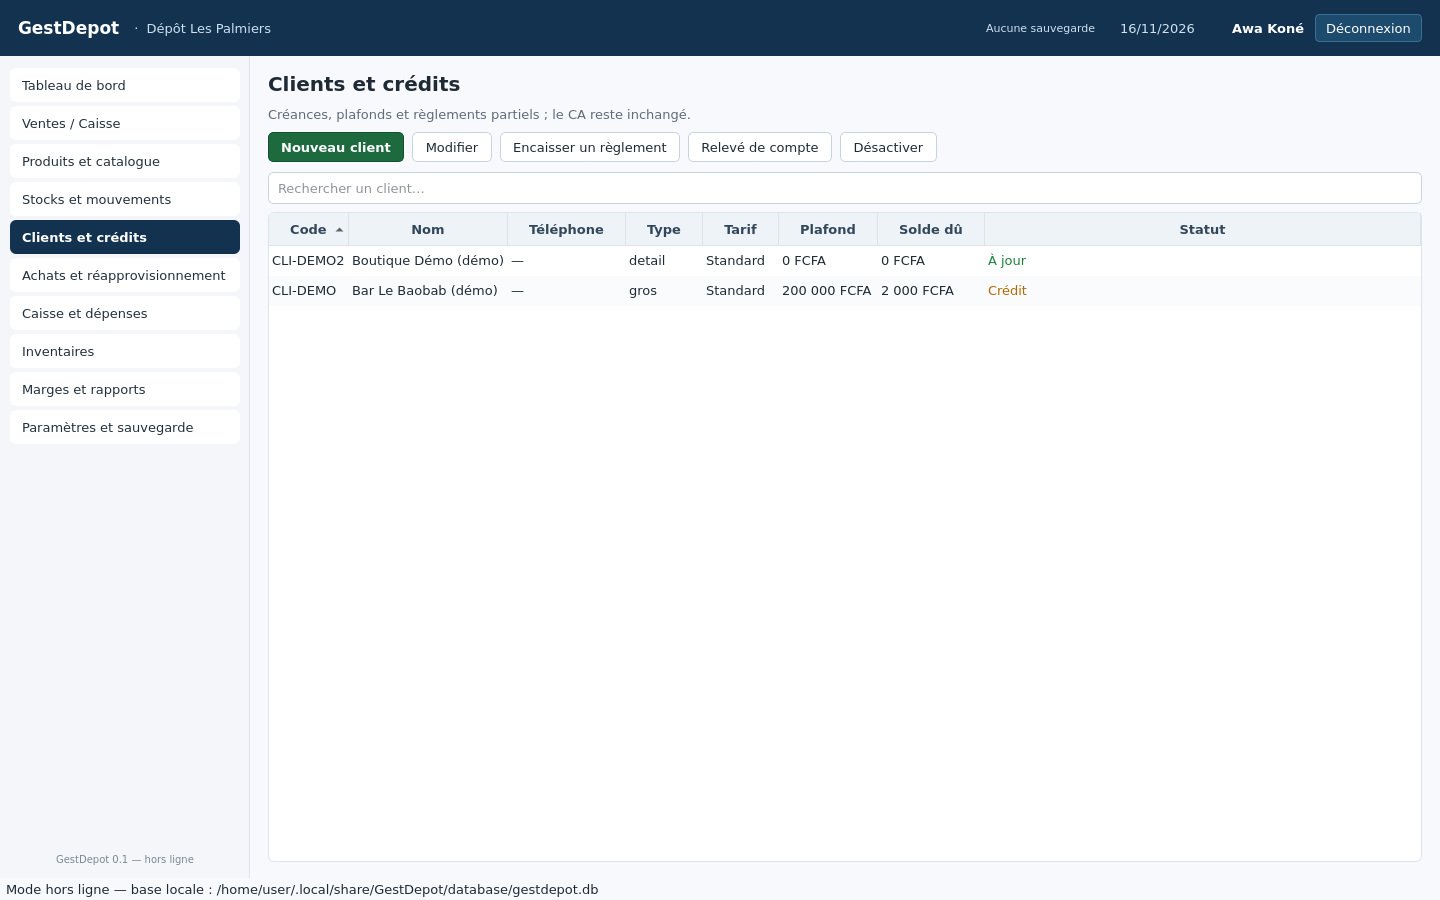 GestDepot · Dépôt Les Palmiers Aucune sauvegarde 16/11/2026 Awa Koné Déconnexion
Tableau de bord
Ventes / Caisse
Produits et catalogue
Stocks et mouvements
Clients et crédits
Achats et réapprovisionnement
Caisse et dépenses
Inventaires
Marges et rapports
Paramètres et sauvegarde
GestDepot 0.1 — hors ligne
Clients et crédits
Créances, plafonds et règlements partiels ; le CA reste inchangé.
Nouveau client Modifier Encaisser un règlement Relevé de compte Désactiver
Rechercher un client...
Code Nom Téléphone Type Tarif Plafond Solde dû Statut
CLI-DEMO2 Boutique Démo (démo) — detail Standard 0 FCFA 0 FCFA À jour
CLI-DEMO Bar Le Baobab (démo) — gros Standard 200 000 FCFA 2 000 FCFA Crédit
Mode hors ligne — base locale : /home/user/.local/share/GestDepot/database/gestdepot.db